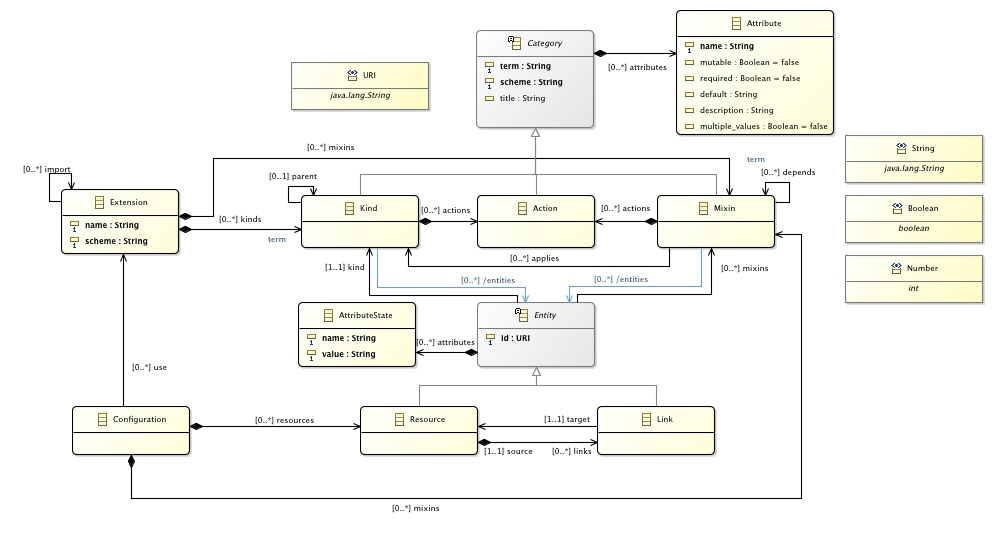 Attribute
name : String
mutable : Boolean = false
required : Boolean = false
default : String
description : String
multiple_values : Boolean = false
Category
term : String
scheme : String
title : String
[0..*] attributes
URI
java.lang.String
String
java.lang.String
Boolean
boolean
Number
int
[0..*] mixins
term
[0..*] import
[0..1] parent
[0..*] depends
Extension
name : String
scheme : String
[0..*] kinds
term
Kind
[0..*] actions
Action
[0..*] actions
Mixin
[0..*] applies
[1..1] kind
[0..*] /entities
[0..*] /entities
[0..*] mixins
AttributeState
name : String
value : String
[0..*] attributes
Entity
id : URI
[0..*] use
Configuration
[0..*] resources
Resource
[1..1] target
[1..1] source
[0..*] links
Link
[0..*] mixins